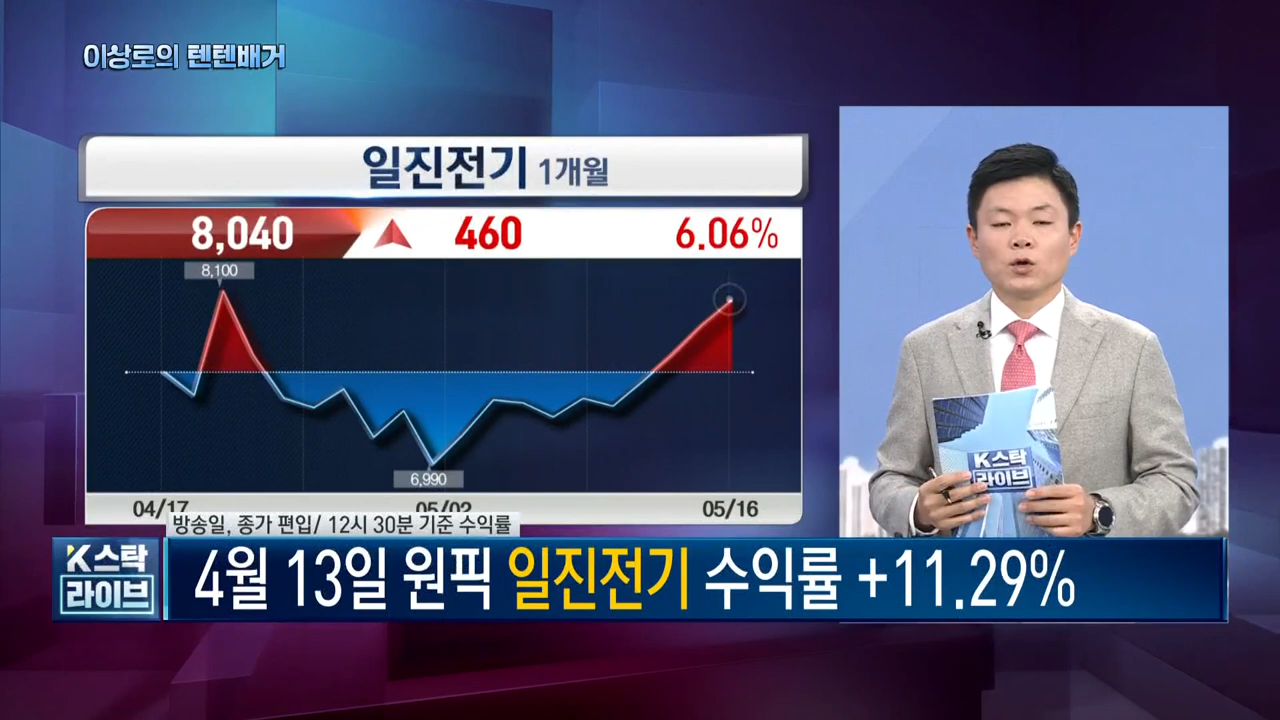 이상로의 텐텐배거
일진전기 1개월
8,040 460 6.06%
8,100
6,990
04/17 05/02 05/16
방송일, 종가 편입/ 12시 30분 기준 수익률
K스탁
라이브
4월 13일 원픽 일진전기 수익률 +11.29%
K스탁
라이브